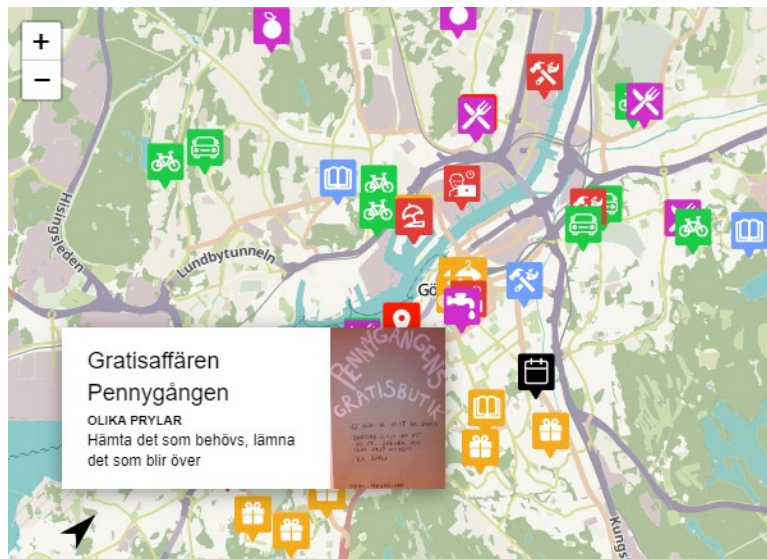 +
−
Hisingsleden
Lundbytunneln
Gö
Kungs
Gratisaffären
Pennygången
OLIKA PRYLAR
Hämta det som behövs, lämna
det som blir över
PENNYGÅNGENS
GRATISBUTIK